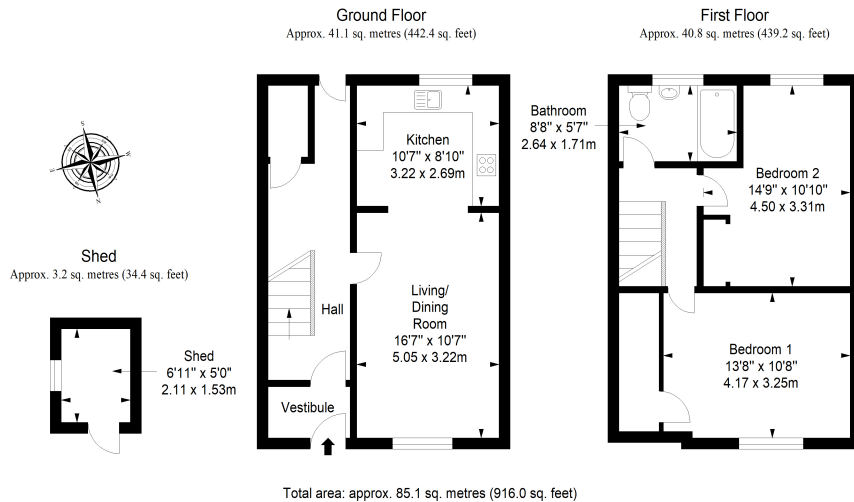 Ground Floor
Approx. 41.1 sq. metres (442.4 sq. feet)
First Floor
Approx. 40.8 sq. metres (439.2 sq. feet)
Kitchen
10'7" x 8'10"
3.22 x 2.69m
Living/
Dining
Room
16'7" x 10'7"
5.05 x 3.22m
Hall
Vestibule
Bathroom
8'8" x 5'7"
2.64 x 1.71m
Bedroom 2
14'9" x 10'10"
4.50 x 3.31m
Bedroom 1
13'8" x 10'8"
4.17 x 3.25m
S
W
E
N
Shed
Approx. 3.2 sq. metres (34.4 sq. feet)
Shed
6'11" x 5'0"
2.11 x 1.53m
Total area: approx. 85.1 sq. metres (916.0 sq. feet)